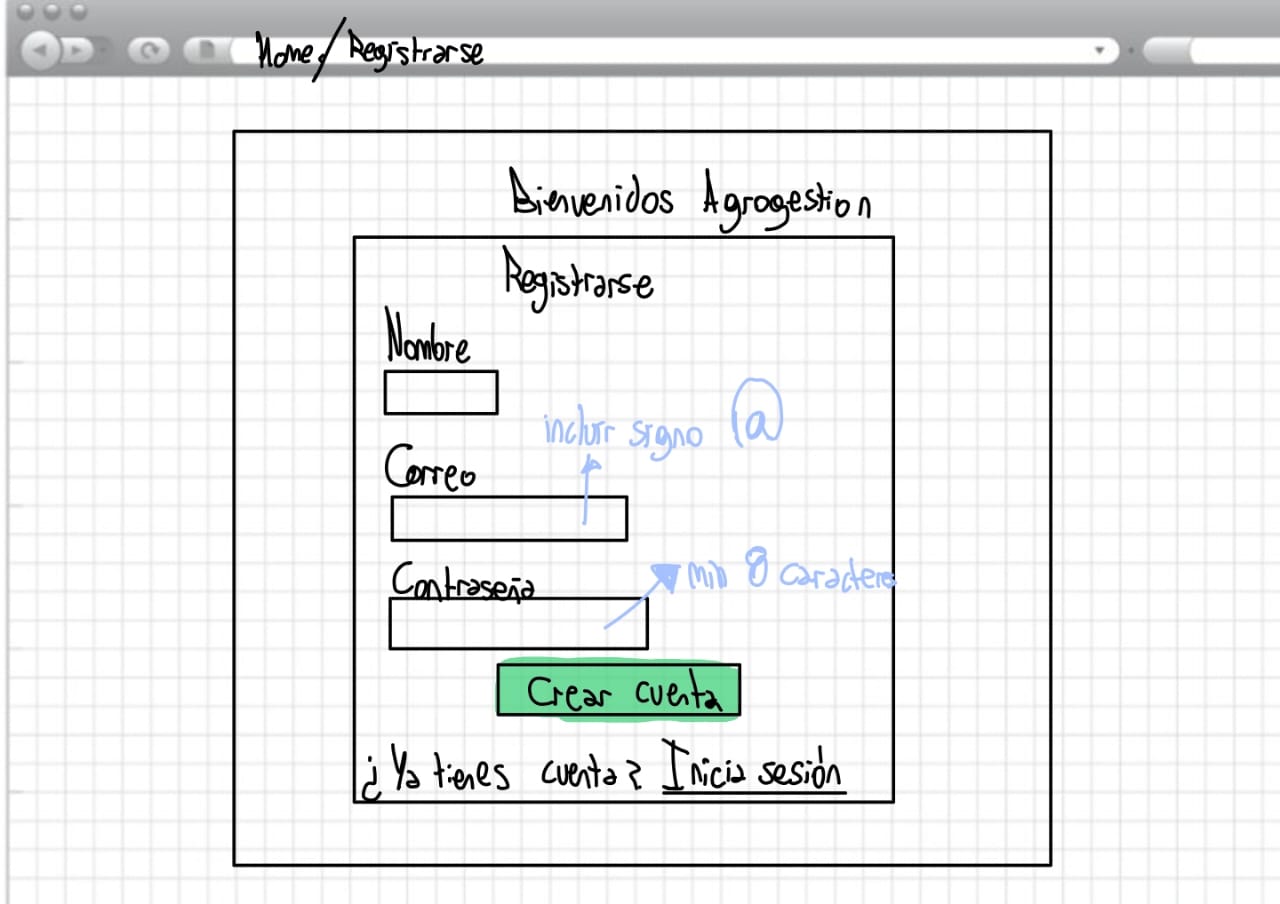 Home/Registrarse
Bienvenidos Agrogestion
Registrarse
Nombre
incluir signo @
Correo
Contraseña
min 8 caracteres
Crear cuenta
¿Ya tienes cuenta? Inicia sesión